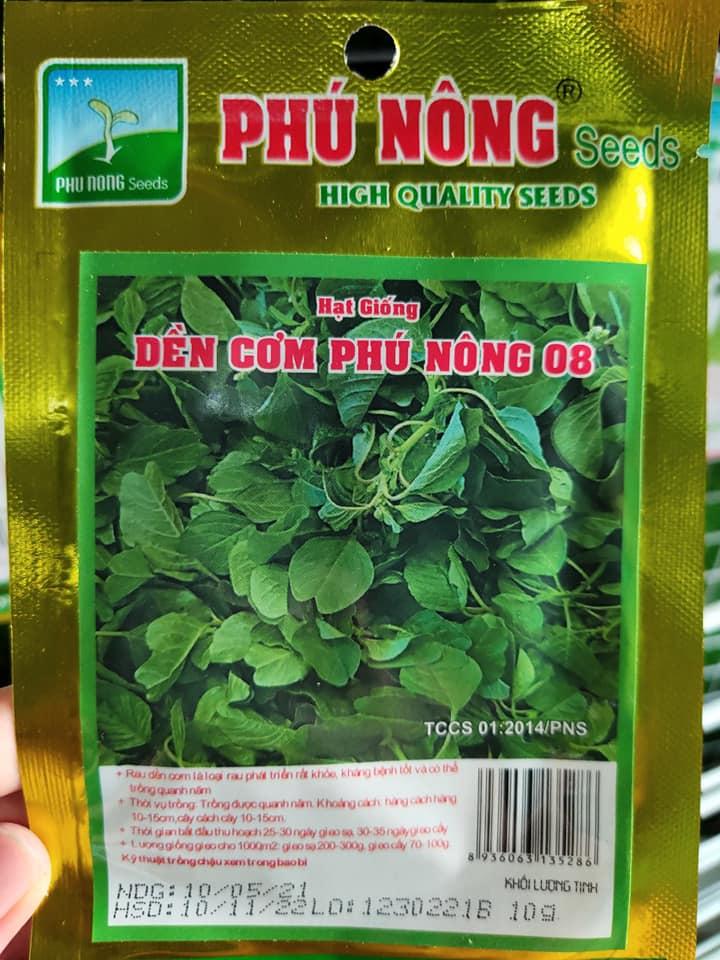 PHU NONG Seeds
PHÚ NÔNG® Seeds
HIGH QUALITY SEEDS
Hạt Giống
DỀN CƠM PHÚ NÔNG 08
TCCS 01:2014/PNS
+ Rau dền cơm là loại rau phát triển rất khỏe, kháng bệnh tốt và có thể
trồng quanh năm
+ Thời vụ trồng: Trồng được quanh năm. Khoảng cách: hàng cách hàng
10-15cm,cây cách cây 10-15cm.
+ Thời gian bắt đầu thu hoạch 25-30 ngày gieo sạ, 30-35 ngày gieo cấy
+ Lượng giống gieo cho 1000m2: gieo sạ 200-300g, gieo cấy 70-100g.
Kỹ thuật trồng chậu xem trong bao bì
8 936063 135286
KHỐI LƯỢNG TỊNH
NDG:10/05/21
HSD:10/11/22 LO:1230221B 10g